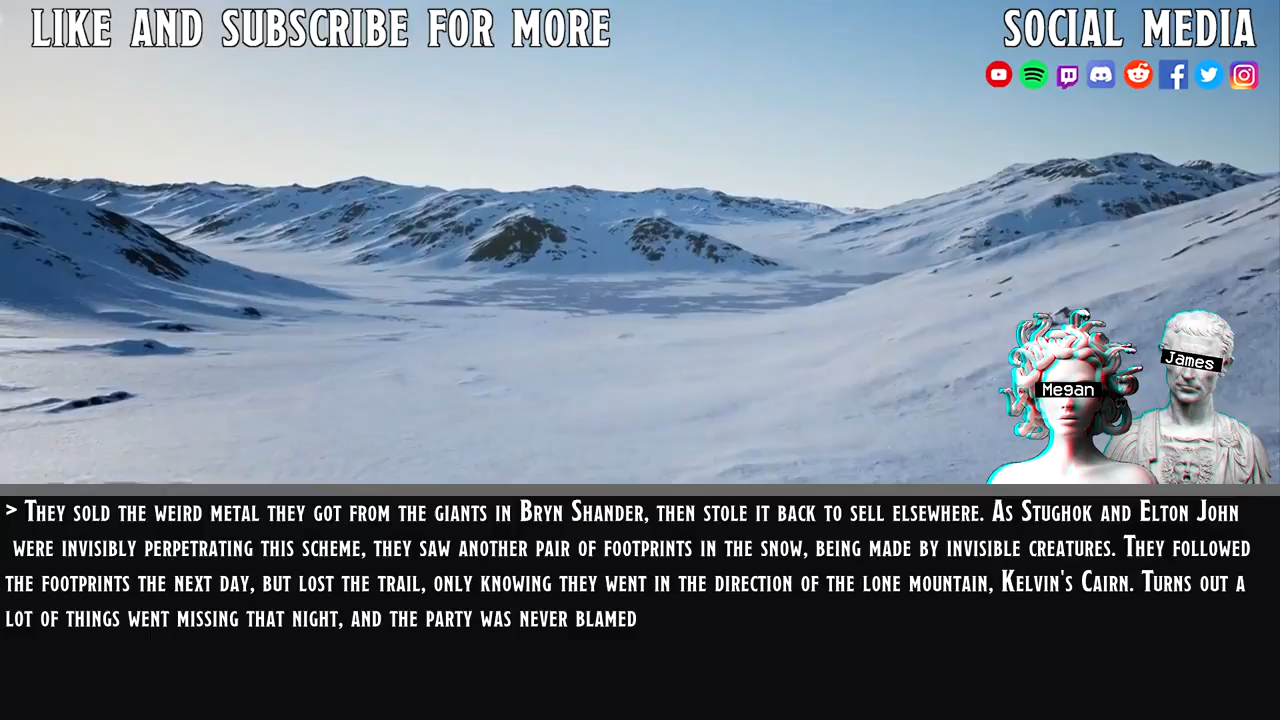 LIKE AND SUBSCRIBE FOR MORE
SOCIAL MEDIA
James
Megan
> They sold the weird metal they got from the giants in Bryn Shander, then stole it back to sell elsewhere. As Stughok and Elton John
were invisibly perpetrating this scheme, they saw another pair of footprints in the snow, being made by invisible creatures. They followed
the footprints the next day, but lost the trail, only knowing they went in the direction of the lone mountain, Kelvin's Cairn. Turns out a
lot of things went missing that night, and the party was never blamed